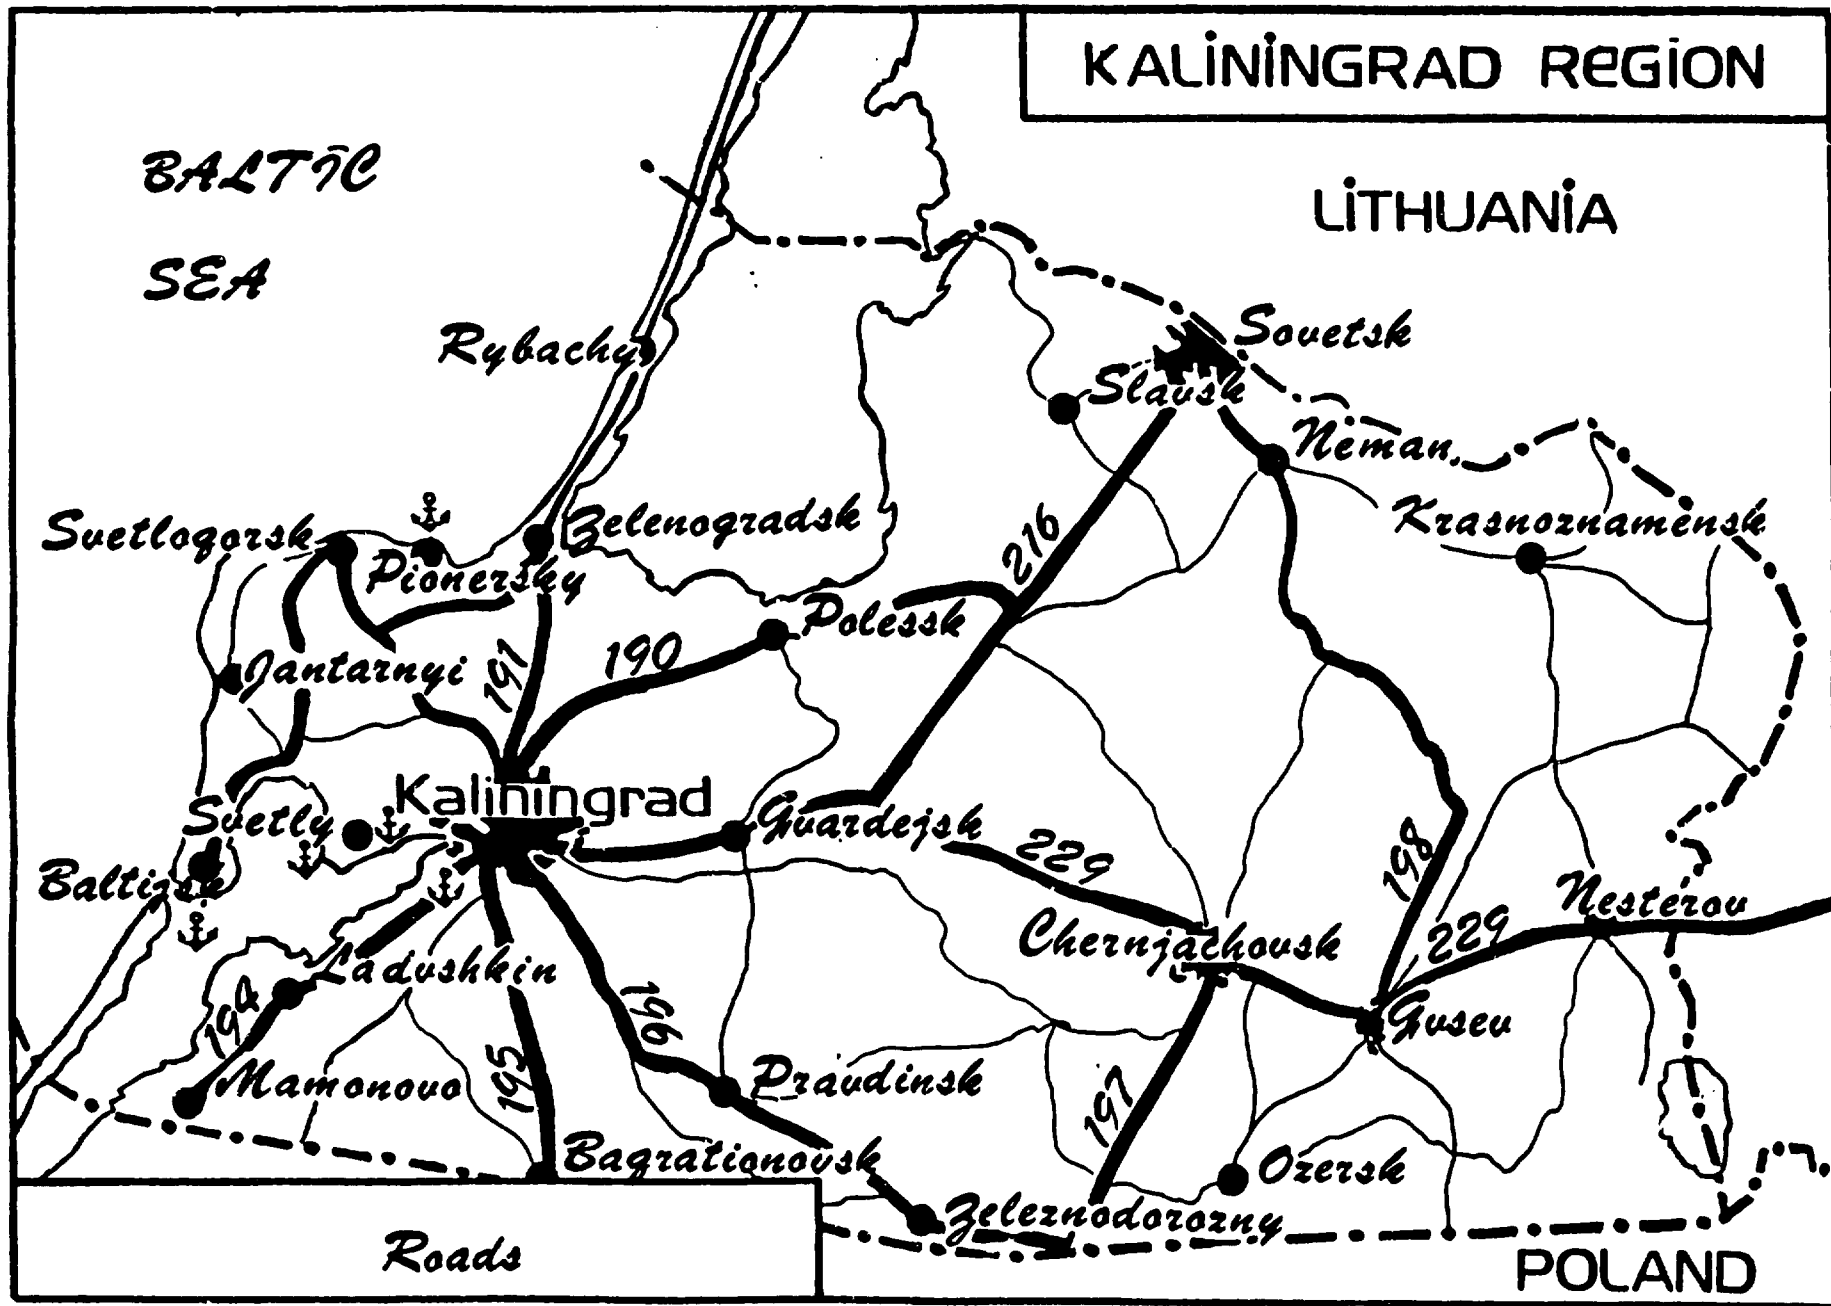 KALININGRAD REGION
BALTIC
SEA
LITHUANIA
Rybachy
Sovetsk
Slavsk
Neman
Svetlogorsk
Zelenogradsk
Krasnoznamensk
Pionersky
216
Polessk
190
191
Jantarnyi
Kaliningrad
Svetly
Gvardejsk
229
198
Baltijsk
Nesterov
229
Chernjachovsk
Ladushkin
194
196
Gusev
195
Mamonovo
Pravdinsk
197
Bagrationovsk
Ozersk
Zeleznodorozny
Roads
POLAND